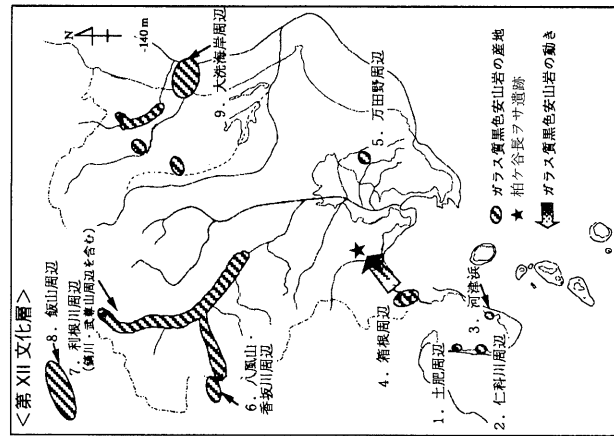 <第 XII 文化層>
8．飯山周辺
7．利根川周辺
(鏑川・武尊山周辺を含む)
N
-140 m
9．大洗海岸周辺
6．八風山・
香坂川周辺
5．万田野周辺
4．箱根周辺
3．河津浜
1．土肥周辺
2．仁科川周辺
ガラス質黒色安山岩の産地
柏ケ谷長ヲサ遺跡
ガラス質黒色安山岩の動き